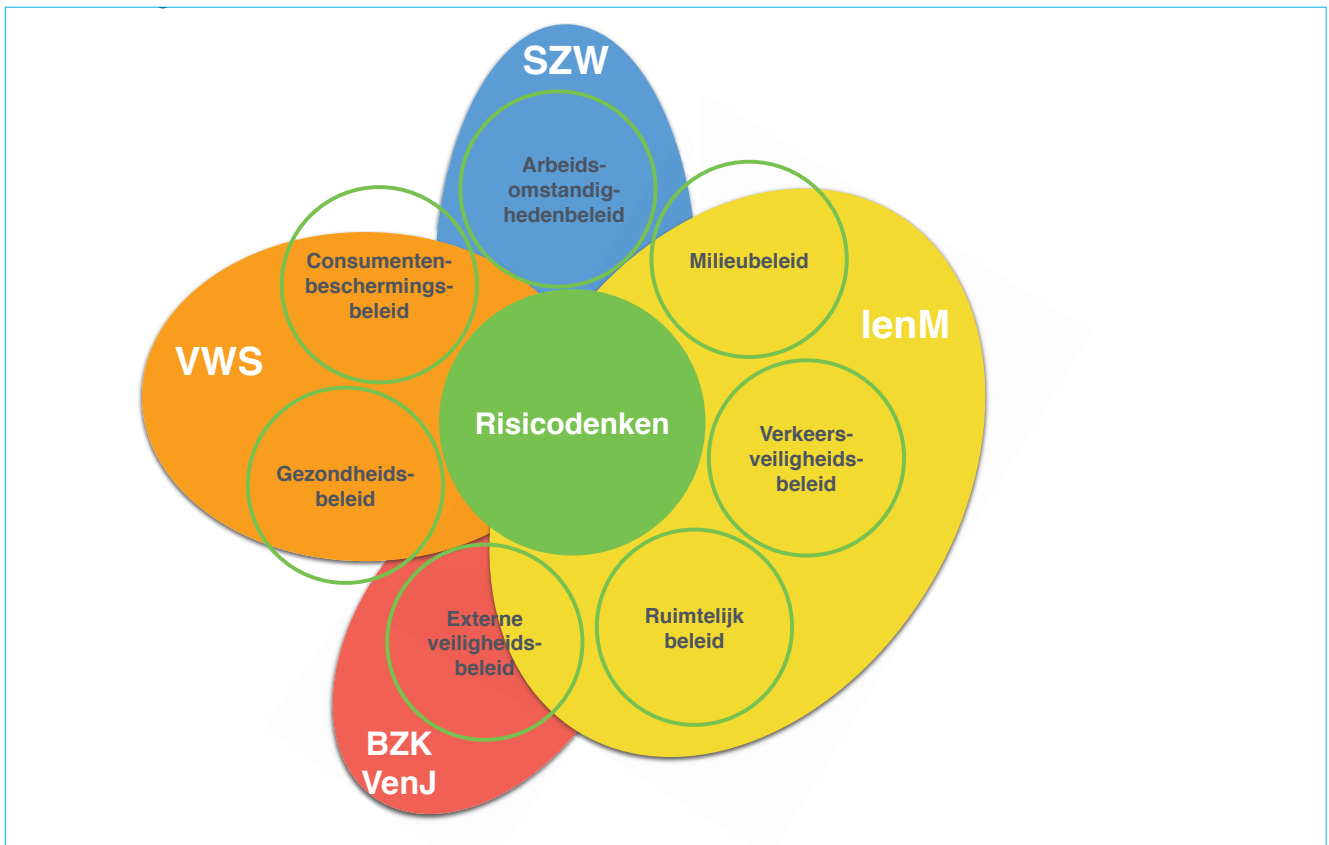 SZW
Arbeids-
omstandig-
hedenbeleid
Milieubeleid
IenM
Consumenten-
beschermings-
beleid
VWS
Risicodenken
Verkeers-
veiligheids-
beleid
Gezondheids-
beleid
Externe
veiligheids-
beleid
Ruimtelijk
beleid
BZK
VenJ